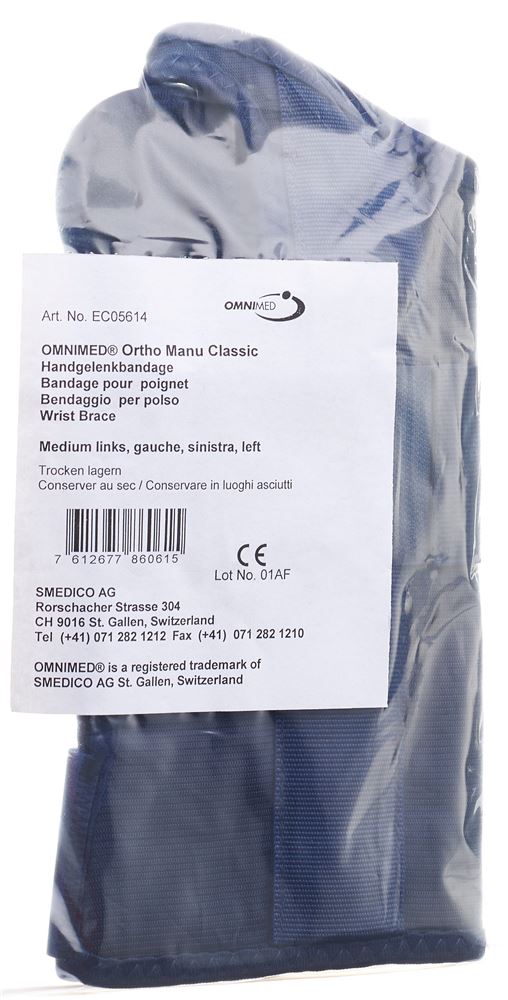 Art. No. EC05614
OMNIMED
OMNIMED® Ortho Manu Classic
Handgelenkbandage
Bandage pour poignet
Bendaggio per polso
Wrist Brace
Medium links, gauche, sinistra, left
Trocken lagern
Conserver au sec / Conservare in luoghi asciutti
7 612677 860615
CE
Lot No. 01AF
SMEDICO AG
Rorschacher Strasse 304
CH 9016 St. Gallen, Switzerland
Tel (+41) 071 282 1212 Fax (+41) 071 282 1210
OMNIMED® is a registered trademark of
SMEDICO AG St. Gallen, Switzerland